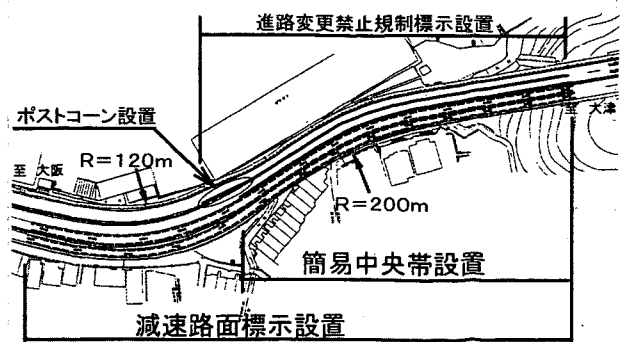 進路変更禁止規制標示設置
ポストコーン設置
至 大津
至 大阪
R=120m
R=200m
簡易中央帯設置
減速路面標示設置